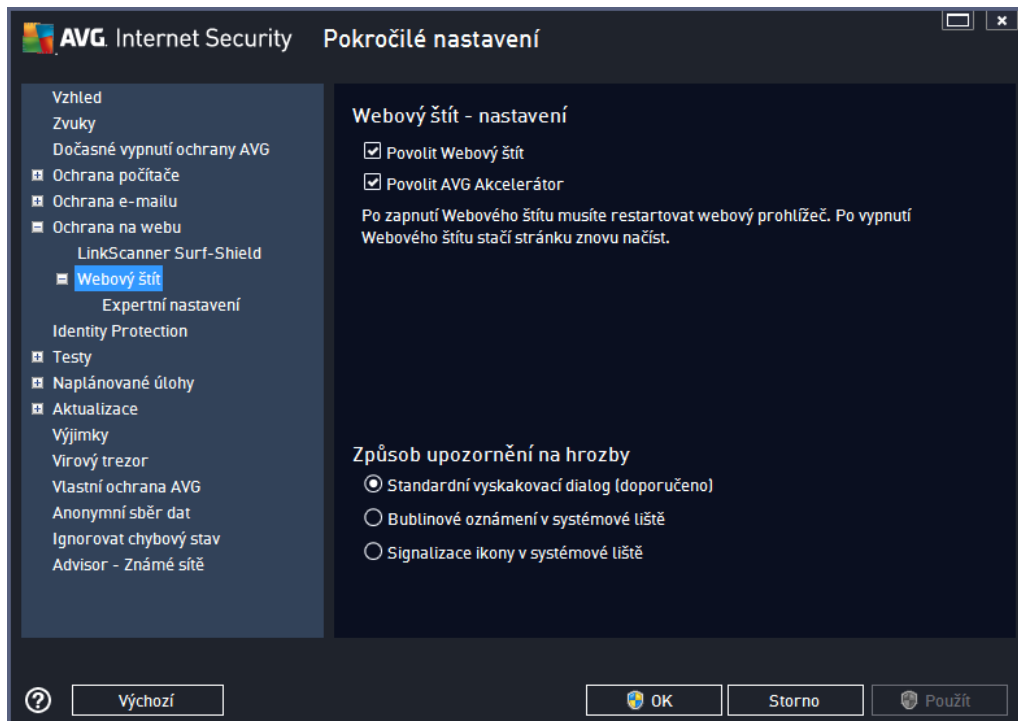 AVG. Internet Security Pokročilé nastavení
Vzhled
Zvuky
Dočasné vypnutí ochrany AVG
Ochrana počítače
Ochrana e-mailu
Ochrana na webu
LinkScanner Surf-Shield
Webový štít
Expertní nastavení
Identity Protection
Testy
Naplánované úlohy
Aktualizace
Výjimky
Virový trezor
Vlastní ochrana AVG
Anonymní sběr dat
Ignorovat chybový stav
Advisor - Známé sítě
Webový štít - nastavení
Povolit Webový štít
Povolit AVG Akcelerátor
Po zapnutí Webového štítu musíte restartovat webový prohlížeč. Po vypnutí
Webového štítu stačí stránku znovu načíst.
Způsob upozornění na hrozby
Standardní vyskakovací dialog (doporučeno)
Bublinové oznámení v systémové liště
Signalizace ikony v systémové liště
? Výchozí OK Storno Použít